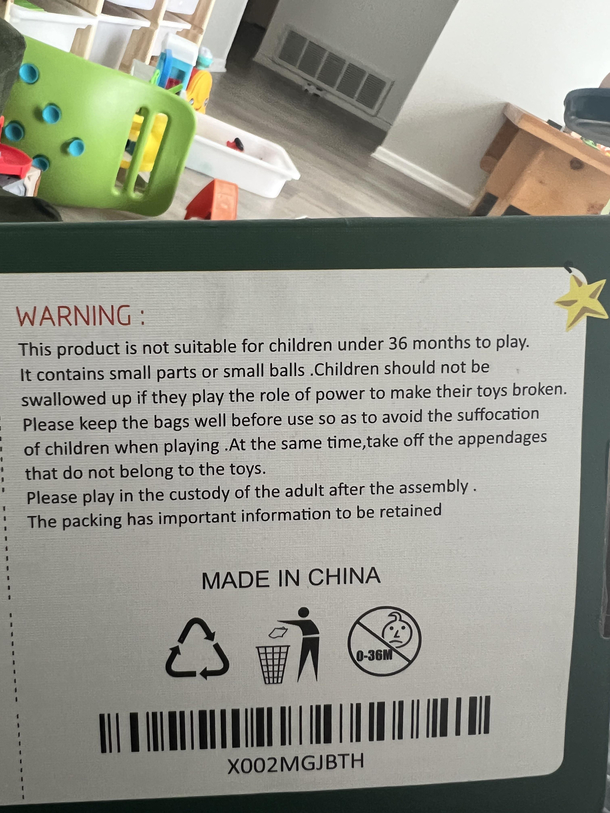 WARNING :
This product is not suitable for children under 36 months to play.
It contains small parts or small balls .Children should not be
swallowed up if they play the role of power to make their toys broken.
Please keep the bags well before use so as to avoid the suffocation
of children when playing .At the same time,take off the appendages
that do not belong to the toys.
Please play in the custody of the adult after the assembly .
The packing has important information to be retained
MADE IN CHINA
0-36M
X002MGJBTH